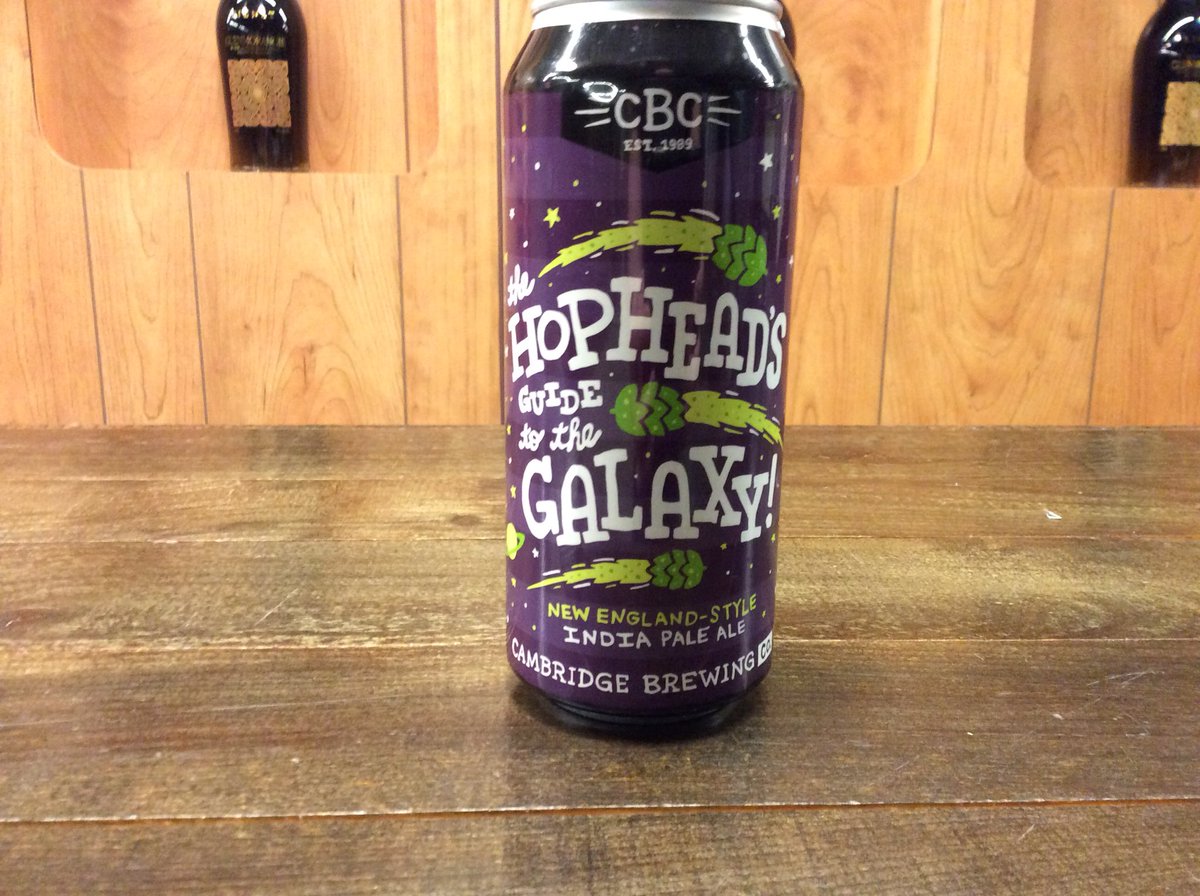 CBC
EST. 1989
the
HOPHEAD'S
GUIDE
to the
GALAXY!
NEW ENGLAND-STYLE
INDIA PALE ALE
CAMBRIDGE BREWING CO.